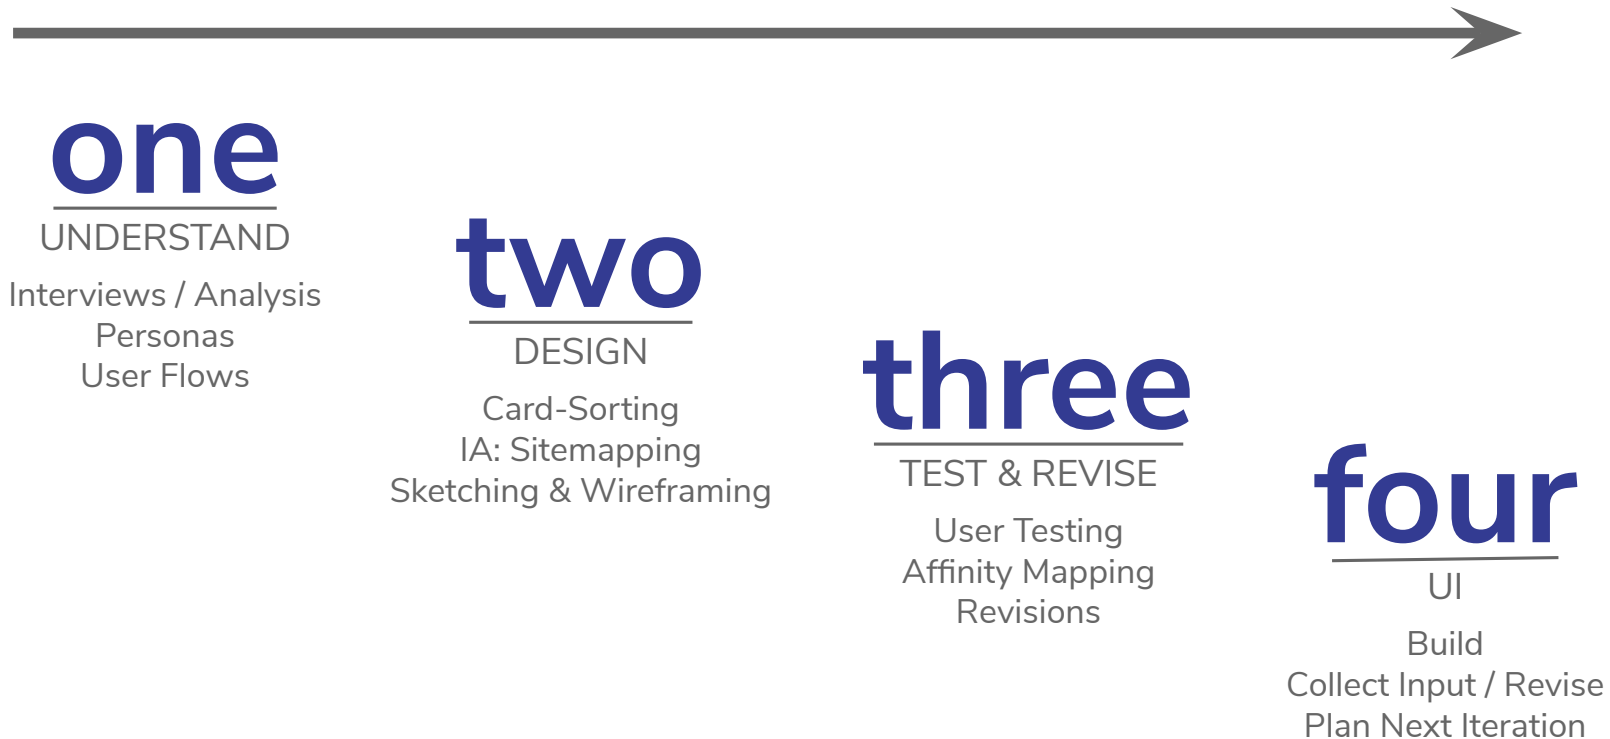 one
UNDERSTAND
Interviews / Analysis
Personas
User Flows
two
DESIGN
Card-Sorting
IA: Sitemapping
Sketching & Wireframing
three
TEST & REVISE
User Testing
Affinity Mapping
Revisions
four
UI
Build
Collect Input / Revise
Plan Next Iteration